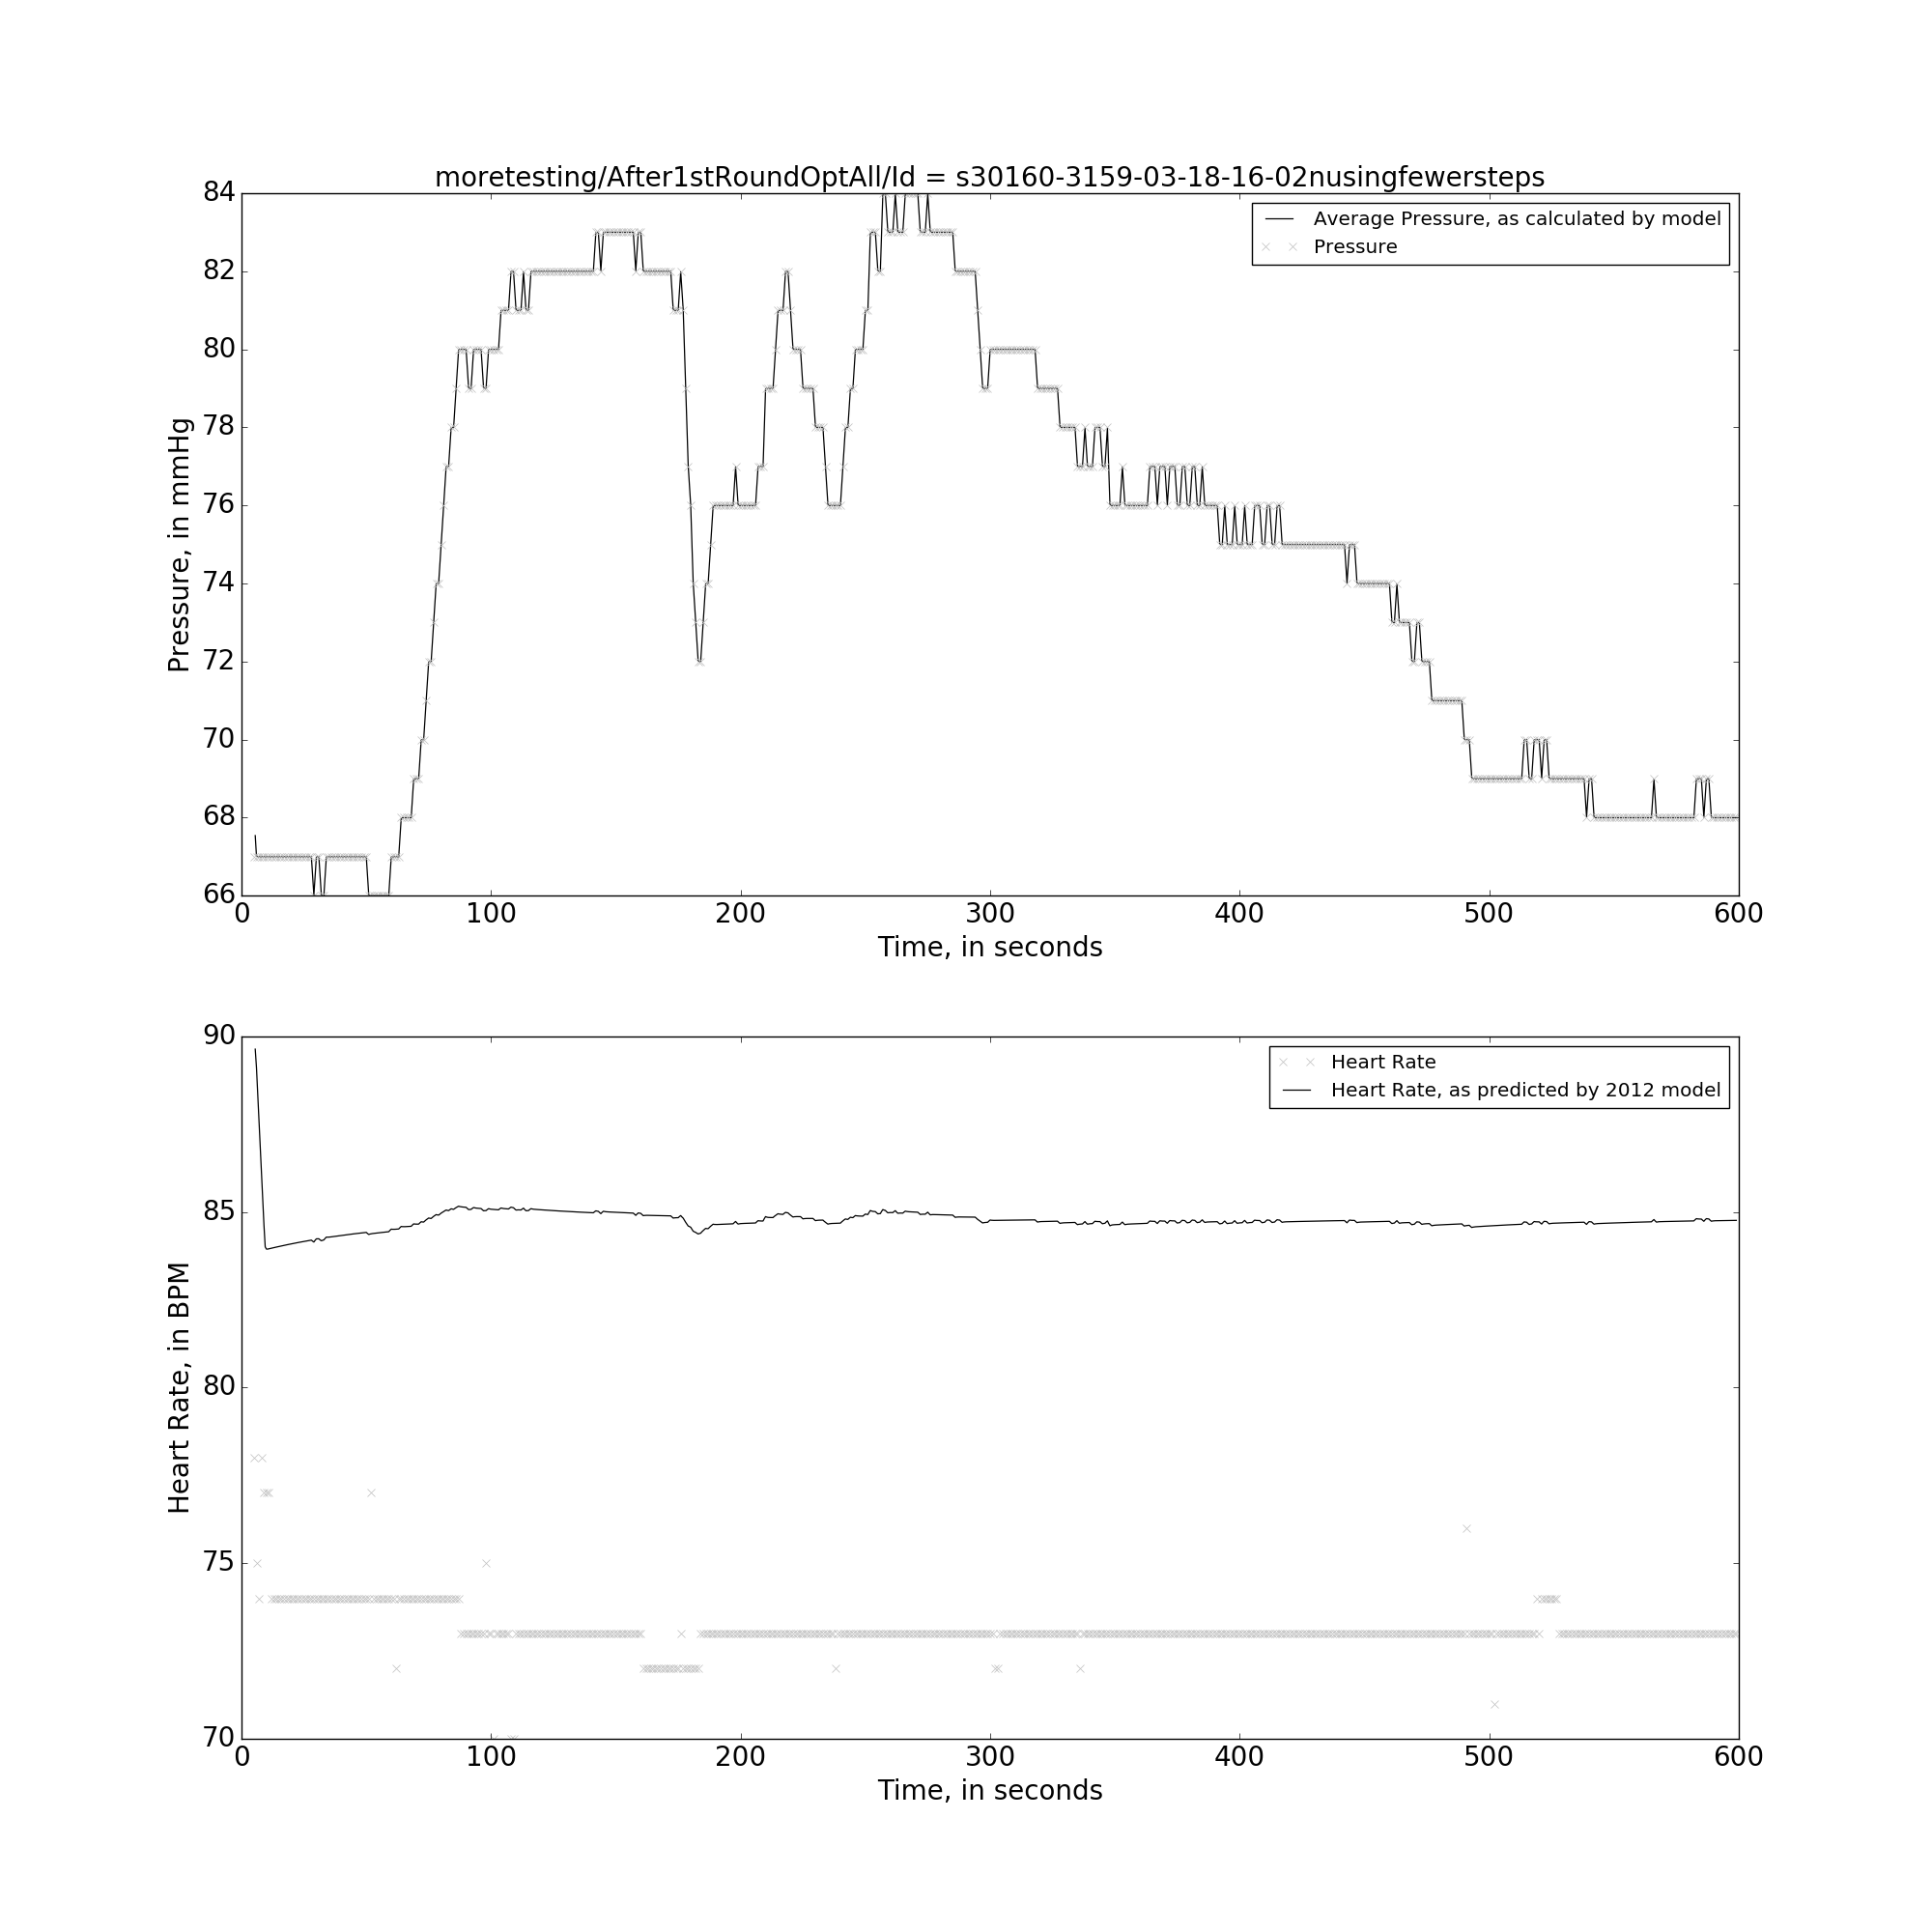 moretesting/After1stRoundOptAll/Id = s30160-3159-03-18-16-02nusingfewersteps
84
82
80
78
76
74
72
70
68
66
Pressure, in mmHg
Average Pressure, as calculated by model
Pressure
0 100 200 300 400 500 600
Time, in seconds
90
85
80
75
70
Heart Rate, in BPM
Heart Rate
Heart Rate, as predicted by 2012 model
0 100 200 300 400 500 600
Time, in seconds